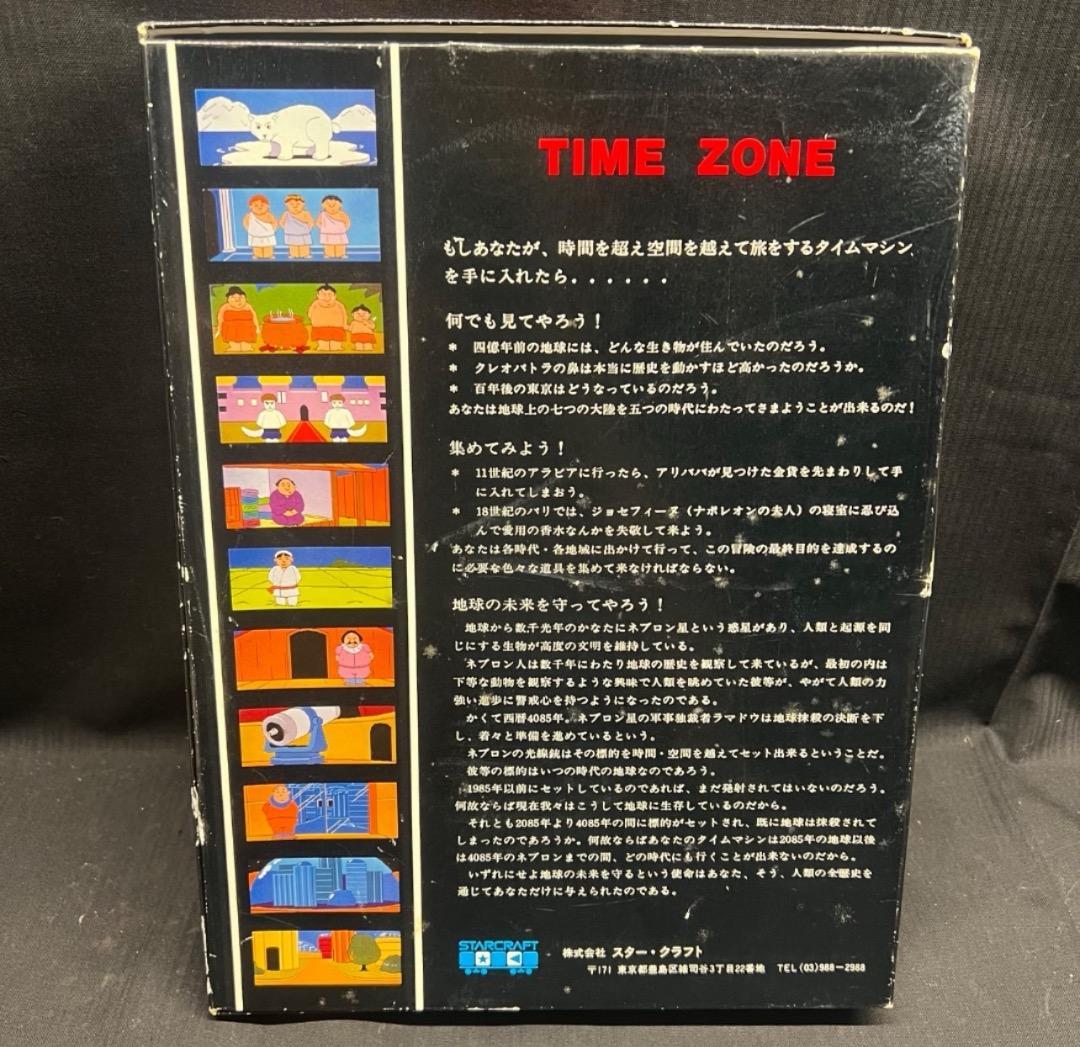 TIME ZONE
もしあなたが、時間を超え空間を越えて旅をするタイムマシン
を手に入れたら......
何でも見てやろう！
* 四億年前の地球には、どんな生き物が住んでいたのだろう。
* クレオパトラの鼻は本当に歴史を動かすほど高かったのだろうか。
* 百年後の東京はどうなっているのだろう。
あなたは地球上の七つの大陸を五つの時代にわたってさまようことが出来るのだ！
集めてみよう！
* 11世紀のアラビアに行ったら、アリババが見つけた金貨を先まわりして手
に入れてしまおう。
* 18世紀のパリでは、ジョセフィーヌ（ナポレオンの夫人）の寝室に忍び込
んで愛用の香水なんかを失敬して来よう。
あなたは各時代・各地域に出かけて行って、この冒険の最終目的を達成するの
に必要な色々な道具を集めて来なければならない。
地球の未来を守ってやろう！
地球から数千光年のかなたにネブロン星という惑星があり、人類と起源を同
じにする生物が高度の文明を維持している。
ネブロン人は数千年にわたり地球の歴史を観察して来ているが、最初の内は
下等な動物を観察するような興味で人類を眺めていた彼等が、やがて人類の力
強い進歩に警戒心を持つようになったのである。
かくて西暦4085年。ネブロン星の軍事独裁者ラマドゥは地球抹殺の決断を下
し、着々と準備を進めているという。
ネブロンの光線銃はその標的を時間・空間を越えてセット出来るということだ。
彼等の標的はいつの時代の地球なのであろう。
1985年以前にセットしているのであれば、まだ発射されてはいないのだろう。
何故ならば現在我々はこうして地球に生存しているのだから。
それとも2085年より4085年の間に標的がセットされ、既に地球は抹殺されて
しまったのであろうか。何故ならばあなたのタイムマシンは2085年の地球以後
は4085年のネブロンまでの間、どの時代にも行くことが出来ないのだから。
いずれにせよ地球の未来を守るという使命はあなた、そう、人類の全歴史を
通じてあなただけに与えられたのである。
STARCRAFT
株式会社 スター・クラフト
〒171 東京都豊島区雑司谷3丁目22番地 TEL(03)988-2988